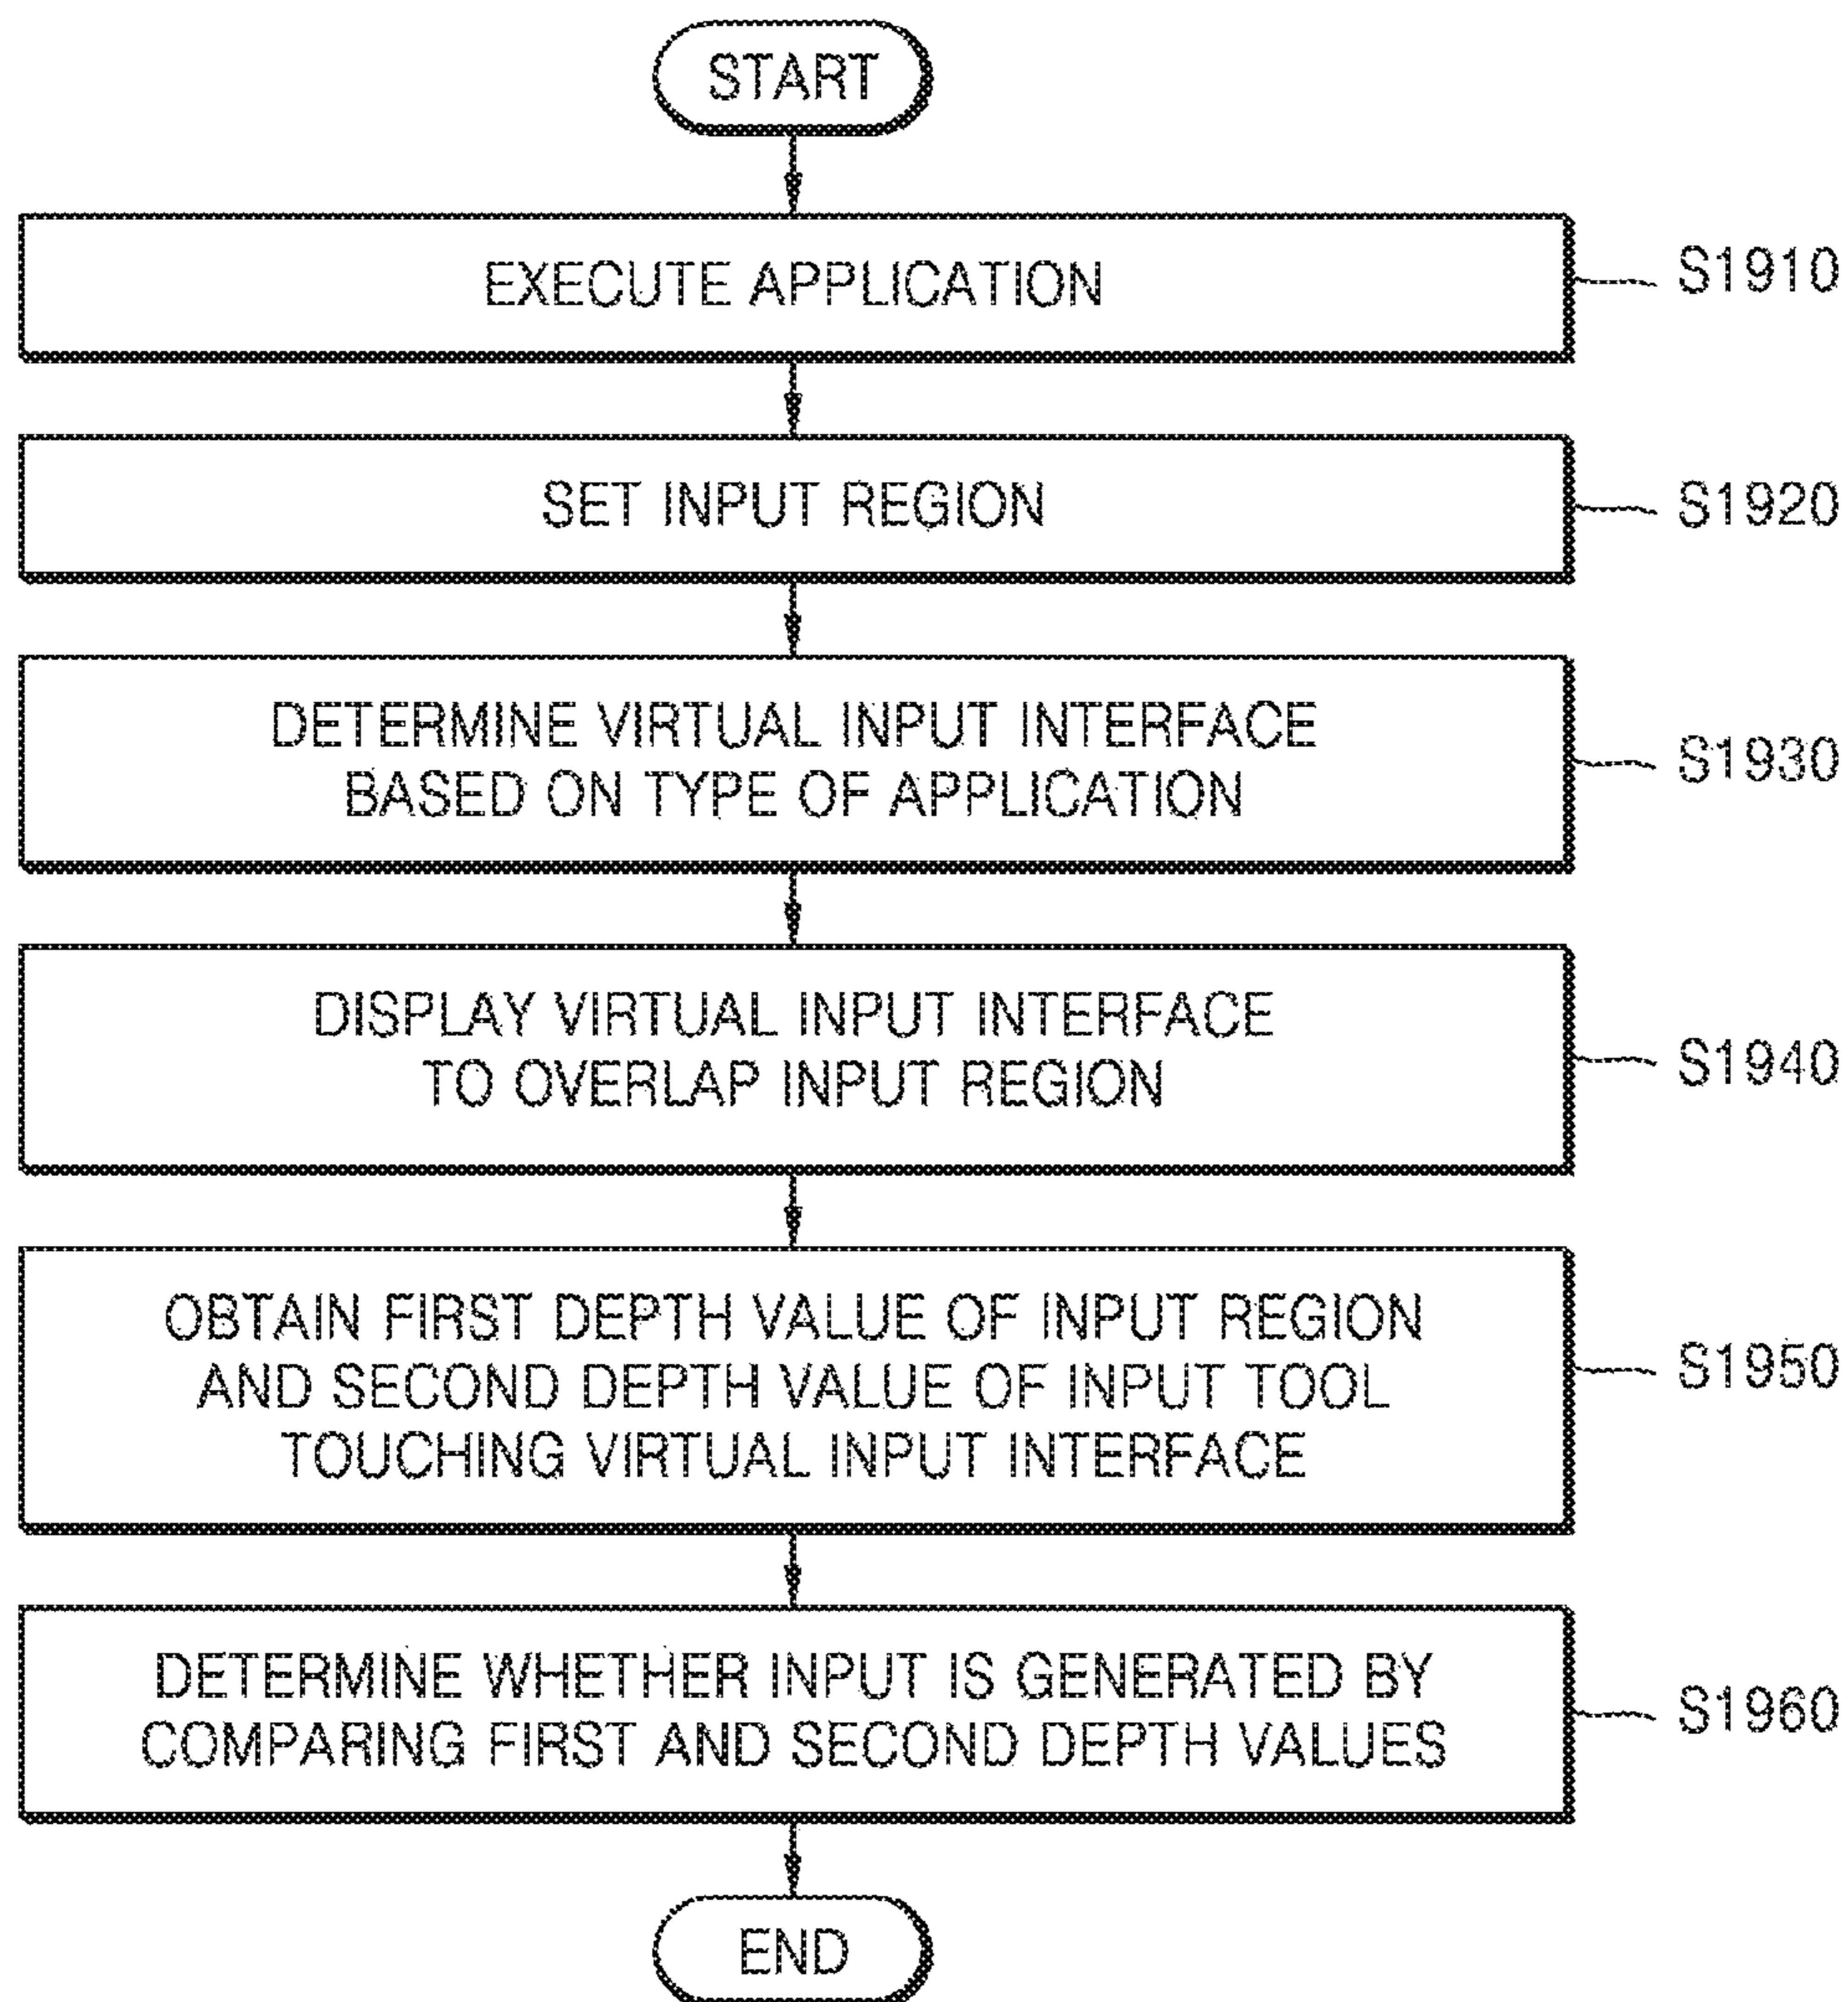 START
EXECUTE APPLICATION
S1910
SET INPUT REGION
S1920
DETERMINE VIRTUAL INPUT INTERFACE
BASED ON TYPE OF APPLICATION
S1930
DISPLAY VIRTUAL INPUT INTERFACE
TO OVERLAP INPUT REGION
S1940
OBTAIN FIRST DEPTH VALUE OF INPUT REGION
AND SECOND DEPTH VALUE OF INPUT TOOL
TOUCHING VIRTUAL INPUT INTERFACE
S1950
DETERMINE WHETHER INPUT IS GENERATED BY
COMPARING FIRST AND SECOND DEPTH VALUES
S1960
END